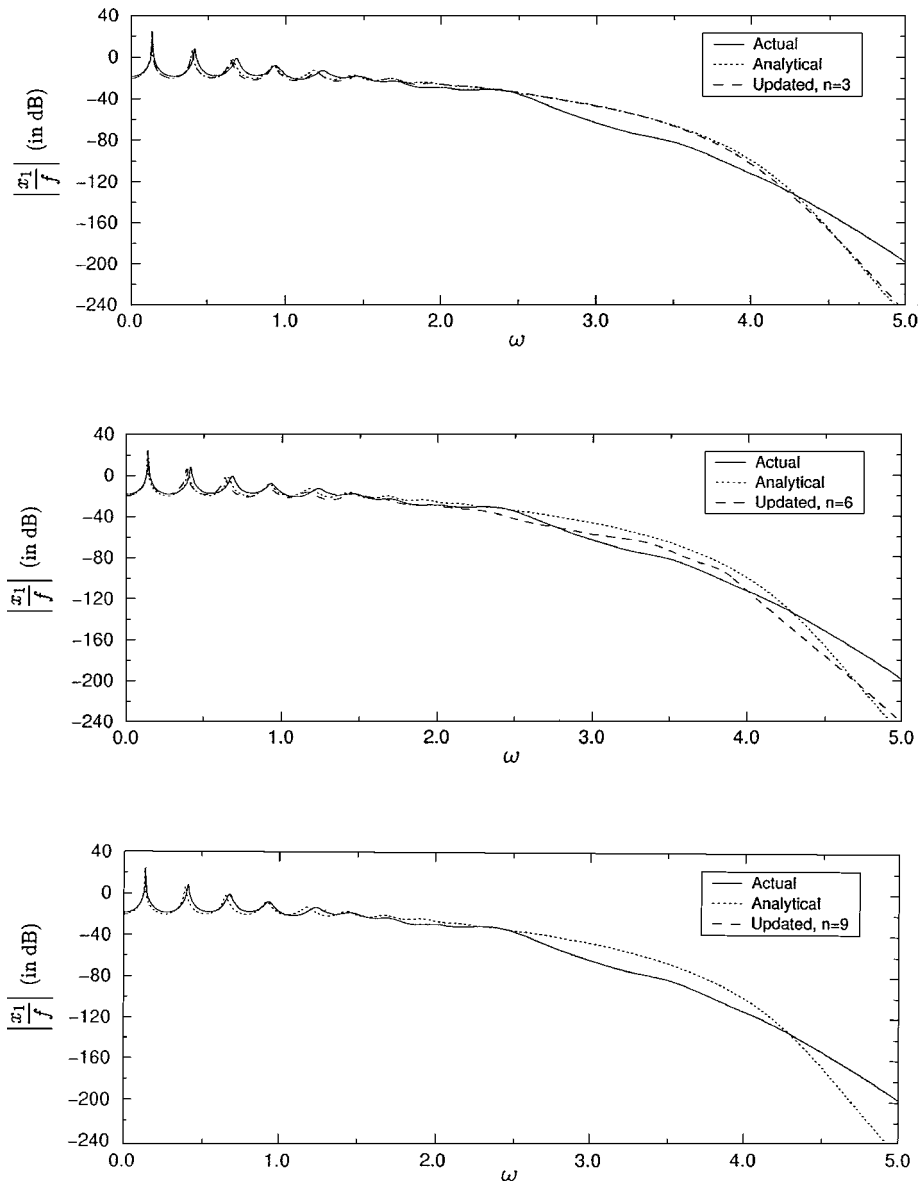 40
0
−40
−80
−120
−160
−200
−240
|x₁/f| (in dB)
Actual
Analytical
Updated, n=3
0.0 1.0 2.0 3.0 4.0 5.0
ω
40
0
−40
−80
−120
−160
−200
−240
|x₁/f| (in dB)
Actual
Analytical
Updated, n=6
0.0 1.0 2.0 3.0 4.0 5.0
ω
40
0
−40
−80
−120
−160
−200
−240
|x₁/f| (in dB)
Actual
Analytical
Updated, n=9
0.0 1.0 2.0 3.0 4.0 5.0
ω